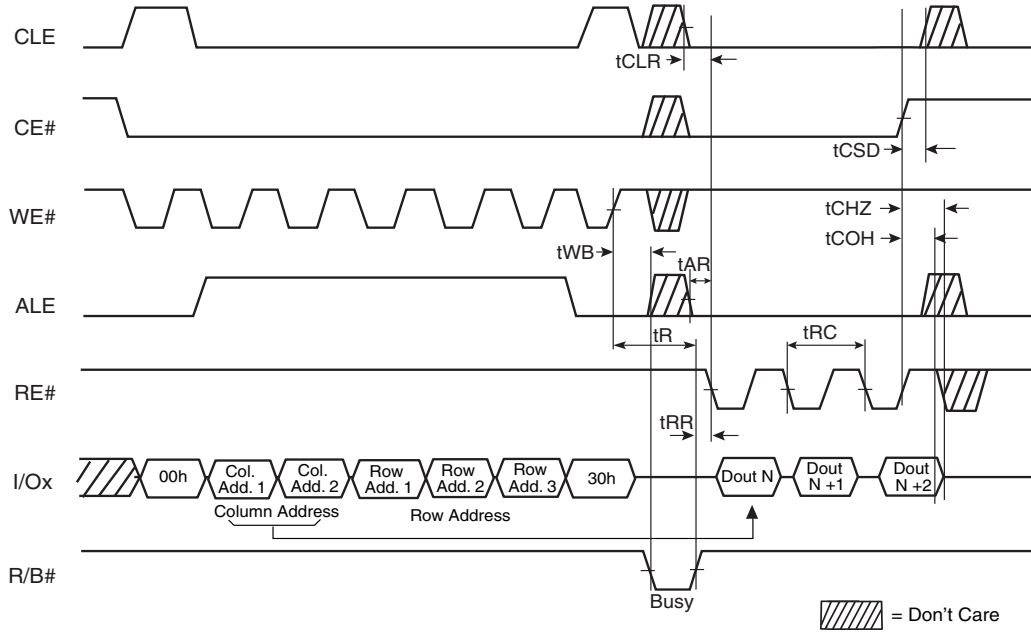 CLE
tCLR
CE#
tCSD
WE#
tCHZ
tCOH
tWB
tAR
ALE
tR
tRC
RE#
tRR
I/Ox
00h
Col.
Add. 1
Col.
Add. 2
Row
Add. 1
Row
Add. 2
Row
Add. 3
30h
Dout N
Dout
N +1
Dout
N +2
Column Address
Row Address
R/B#
Busy
= Don't Care